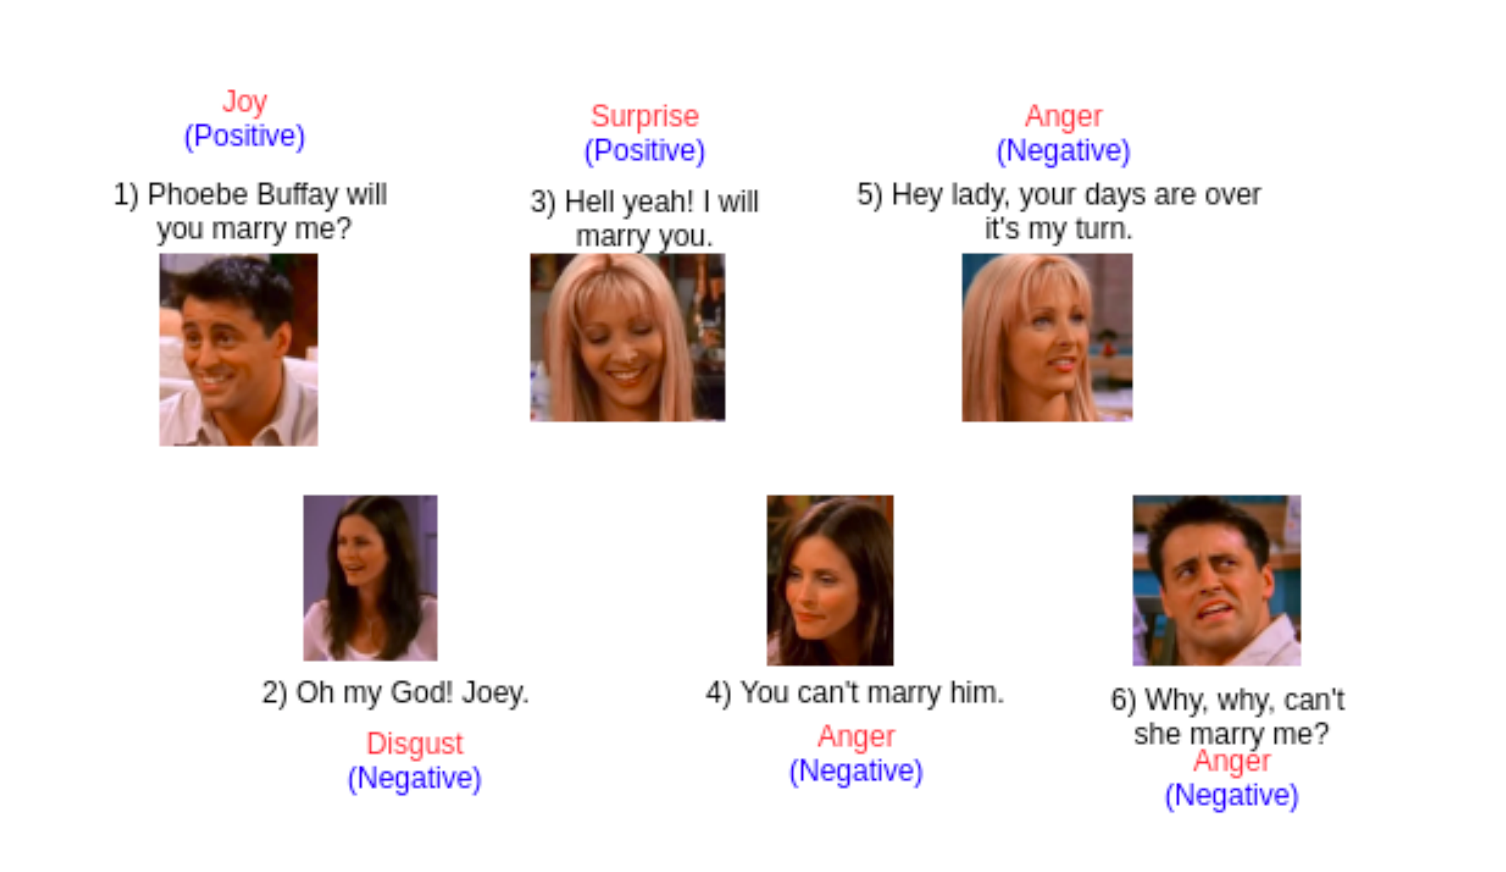 Joy
(Positive)
1) Phoebe Buffay will
you marry me?
2) Oh my God! Joey.
Disgust
(Negative)
Surprise
(Positive)
3) Hell yeah! I will
marry you.
4) You can't marry him.
Anger
(Negative)
Anger
(Negative)
5) Hey lady, your days are over
it's my turn.
6) Why, why, can't
she marry me?
Anger
(Negative)